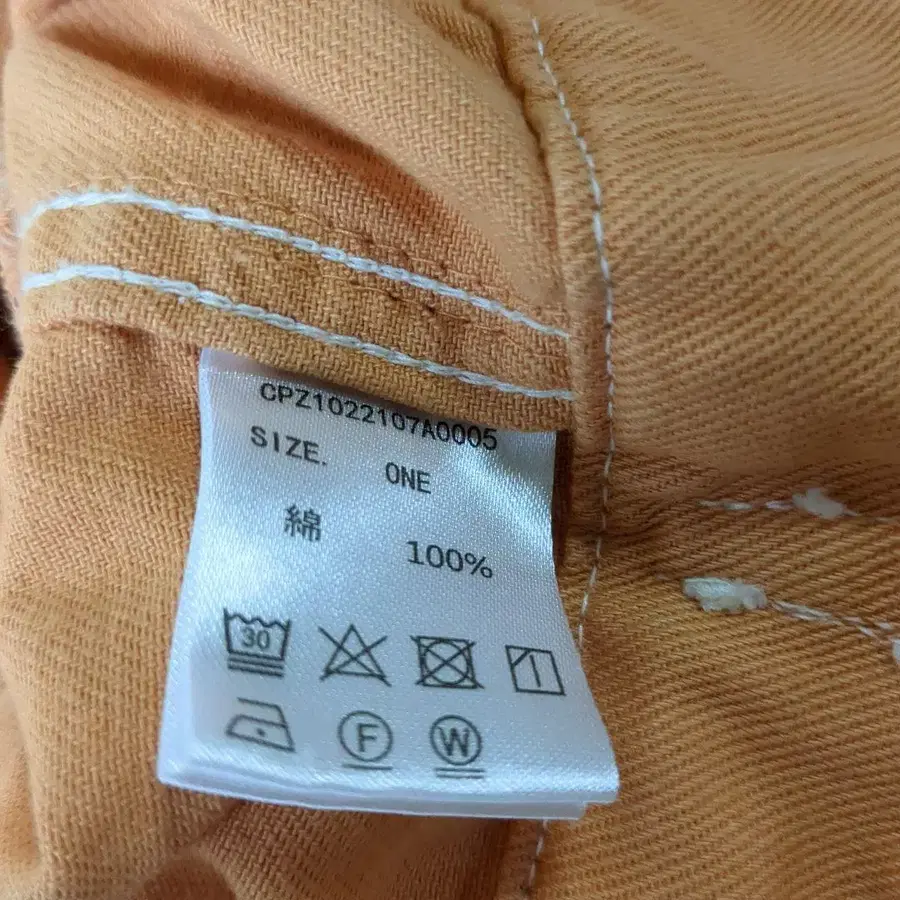 CPZ1022107A0005
SIZE. ONE
綿 100%
30
F W